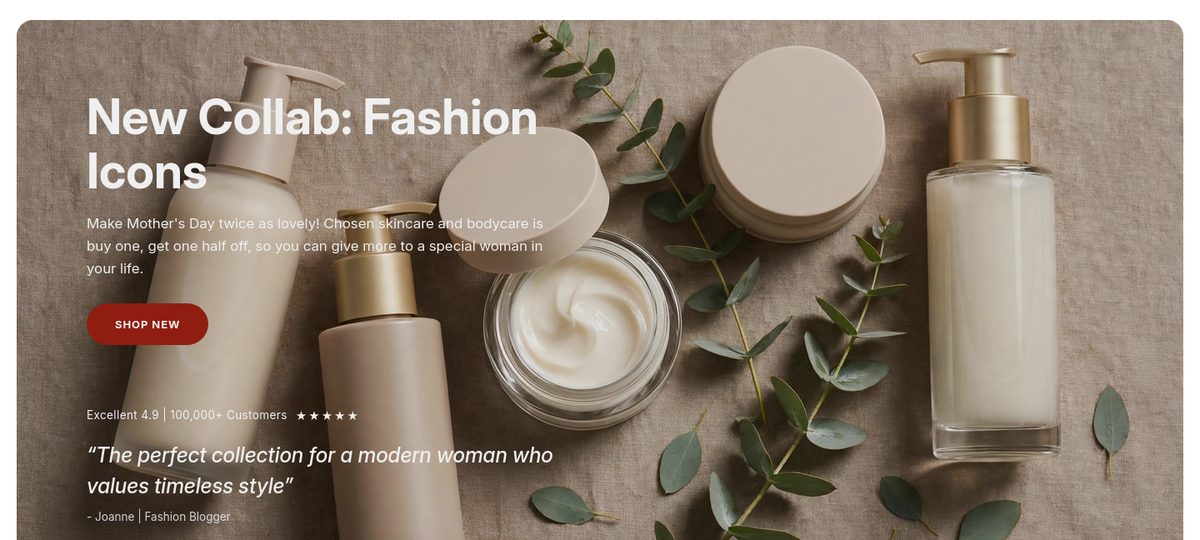 New Collab: Fashion
Icons
Make Mother's Day twice as lovely! Chosen skincare and bodycare is
buy one, get one half off, so you can give more to a special woman in
your life.
SHOP NEW
Excellent 4.9 | 100,000+ Customers ★★★★★
“The perfect collection for a modern woman who
values timeless style”
- Joanne | Fashion Blogger